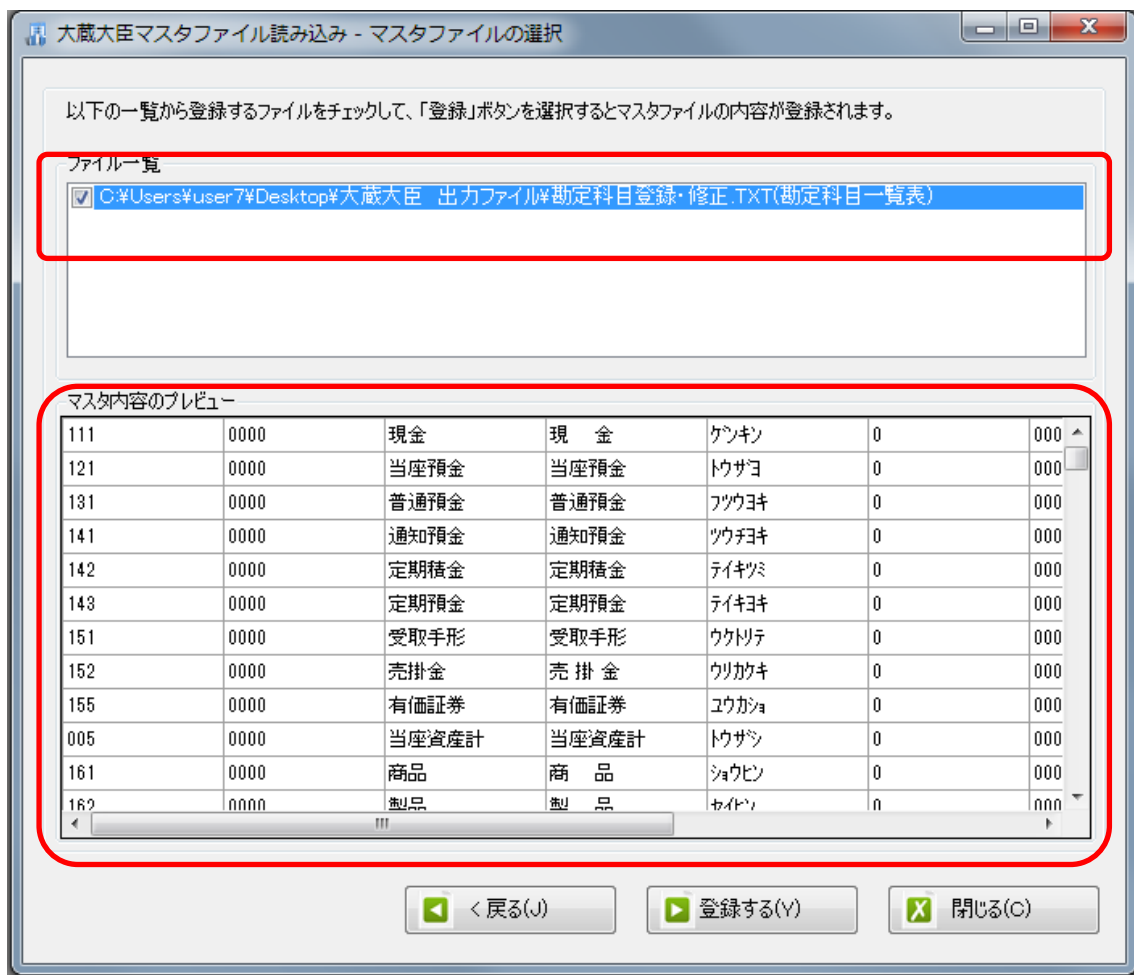 大蔵大臣マスタファイル読み込み - マスタファイルの選択
以下の一覧から登録するファイルをチェックして、「登録」ボタンを選択するとマスタファイルの内容が登録されます。
ファイル一覧
C:¥Users¥user7¥Desktop¥大蔵大臣　出力ファイル¥勘定科目登録・修正.TXT(勘定科目一覧表)
マスタ内容のプレビュー
111 0000 現金 現　金 ｹﾞﾝｷﾝ 0 000
121 0000 当座預金 当座預金 ﾄｳｻﾞﾖ 0 000
131 0000 普通預金 普通預金 ﾌﾂｳﾖｷ 0 000
141 0000 通知預金 通知預金 ﾂｳﾁﾖｷ 0 000
142 0000 定期積金 定期積金 ﾃｲｷﾂﾐ 0 000
143 0000 定期預金 定期預金 ﾃｲｷﾖｷ 0 000
151 0000 受取手形 受取手形 ｳｹﾄﾘﾃ 0 000
152 0000 売掛金 売 掛 金 ｳﾘｶｹｷ 0 000
155 0000 有価証券 有価証券 ﾕｳｶｼｮ 0 000
005 0000 当座資産計 当座資産計 ﾄｳｻﾞｼ 0 000
161 0000 商品 商　品 ｼｮｳﾋﾝ 0 000
162 0000 製品 製　品 ｾｲﾋﾝ 0 000
< 戻る(J) 登録する(Y) 閉じる(C)